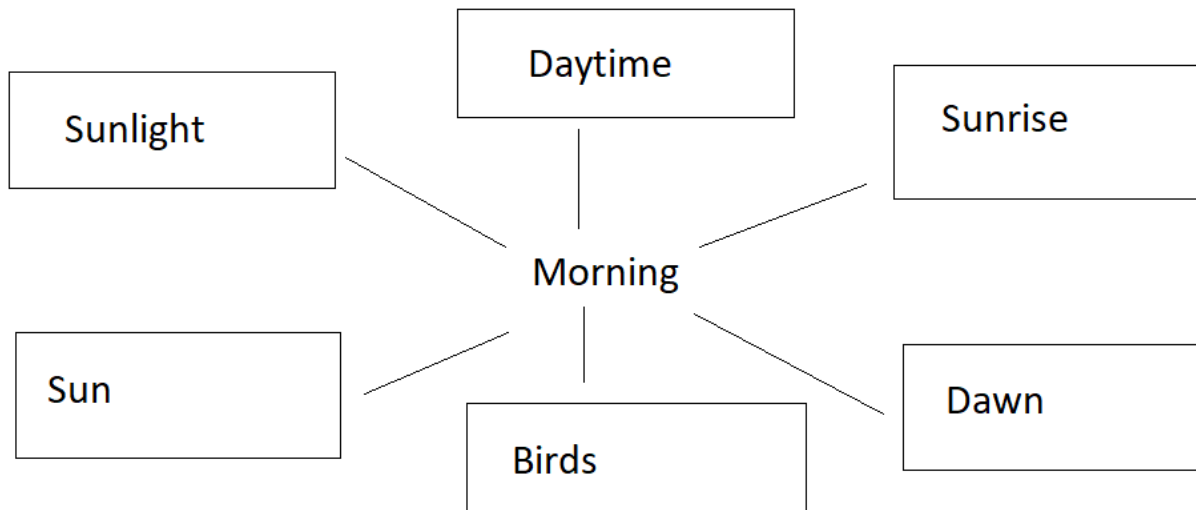 Daytime
Sunlight
Sunrise
Morning
Sun
Dawn
Birds